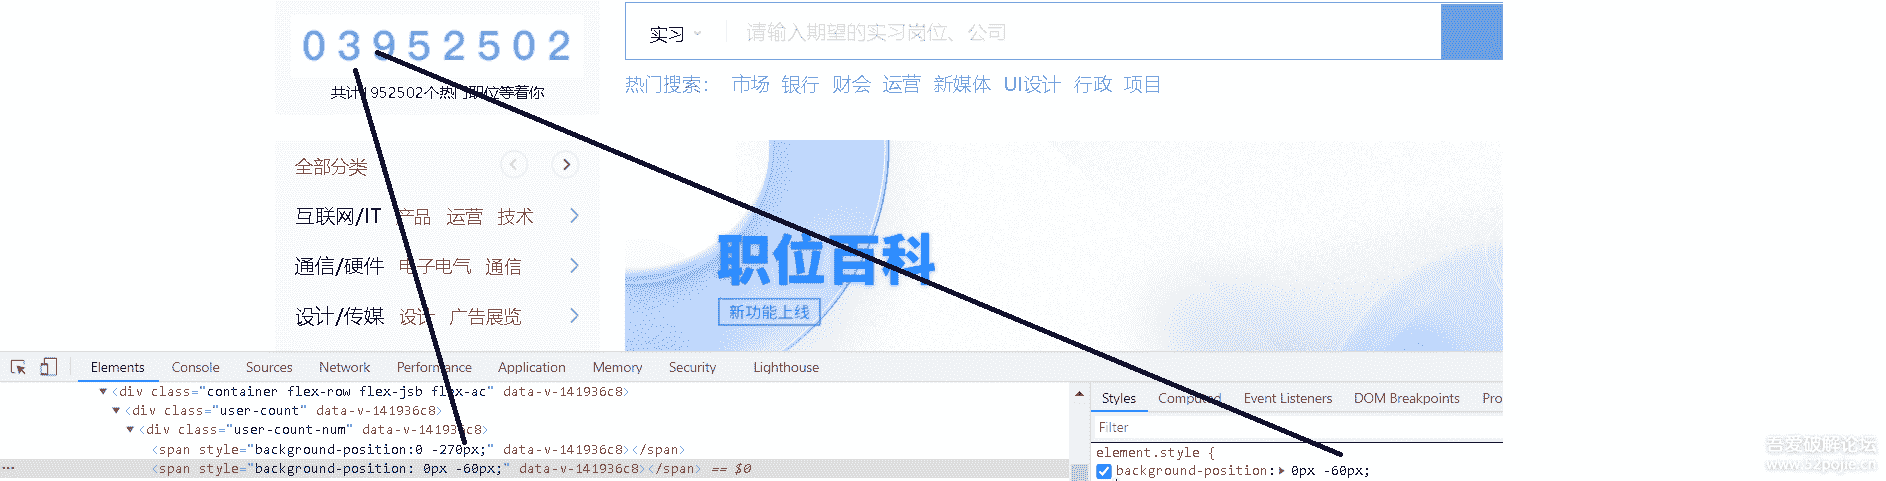 03952502
共计1952502个热门职位等着你
实习 请输入期望的实习岗位、公司
热门搜索： 市场 银行 财会 运营 新媒体 UI设计 行政 项目
全部分类
互联网/IT 产品 运营 技术
通信/硬件 电子电气 通信
设计/传媒 设计 广告展览
职位百科
新功能上线
Elements Console Sources Network Performance Application Memory Security Lighthouse
<div class="container flex-row flex-jsb flex-ac" data-v-141936c8>
<div class="user-count" data-v-141936c8>
<div class="user-count-num" data-v-141936c8>
<span style="background-position:0 -270px;" data-v-141936c8></span>
<span style="background-position: 0px -60px;" data-v-141936c8></span> == $0
Styles Computed Event Listeners DOM Breakpoints Pro
Filter
element.style {
background-position: 0px -60px;
吾爱破解论坛
www.52pojie.cn